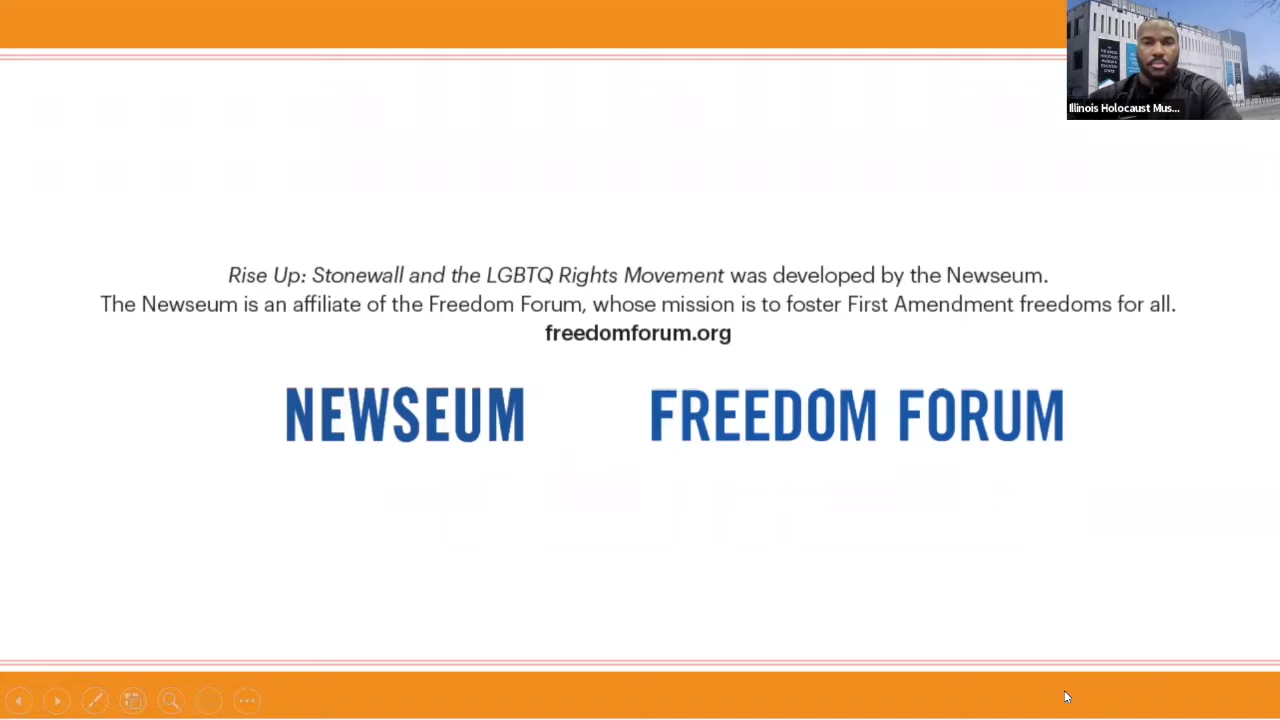 Rise Up: Stonewall and the LGBTQ Rights Movement was developed by the Newseum.
The Newseum is an affiliate of the Freedom Forum, whose mission is to foster First Amendment freedoms for all.
freedomforum.org
NEWSEUM
FREEDOM FORUM
Illinois Holocaust Mus...